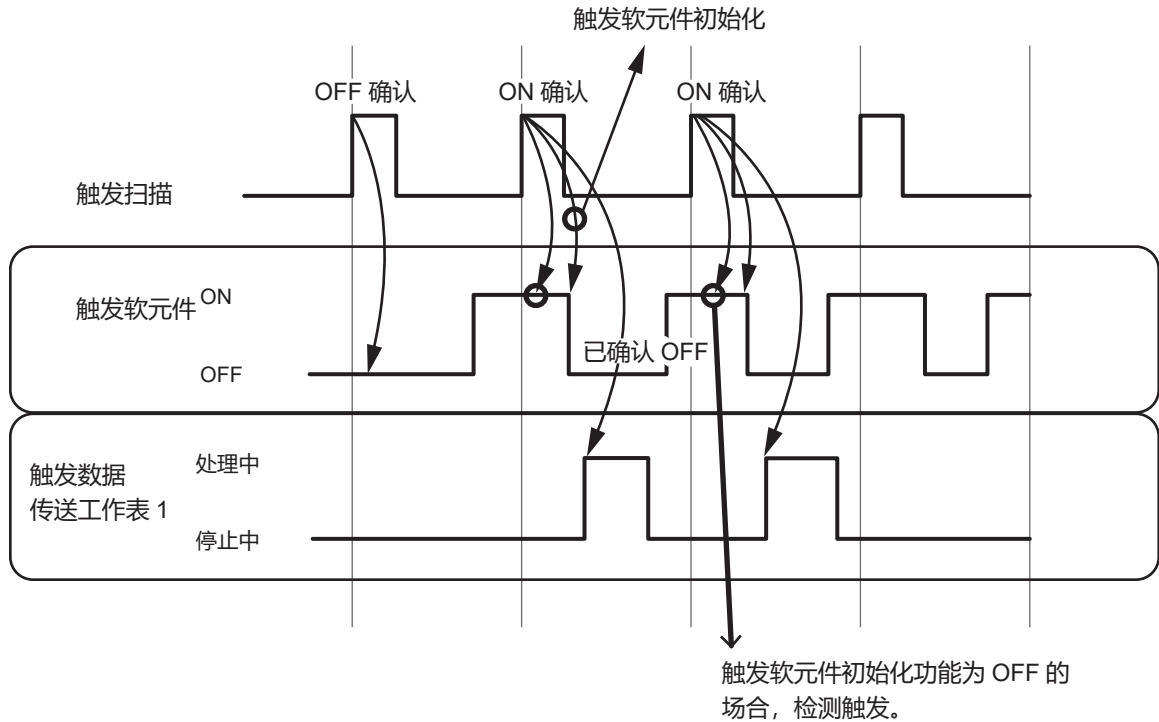 触发软元件初始化
OFF 确认
ON 确认
ON 确认
触发扫描
触发软元件
ON
已确认 OFF
OFF
触发数据
传送工作表 1
处理中
停止中
触发软元件初始化功能为 OFF 的
场合，检测触发。